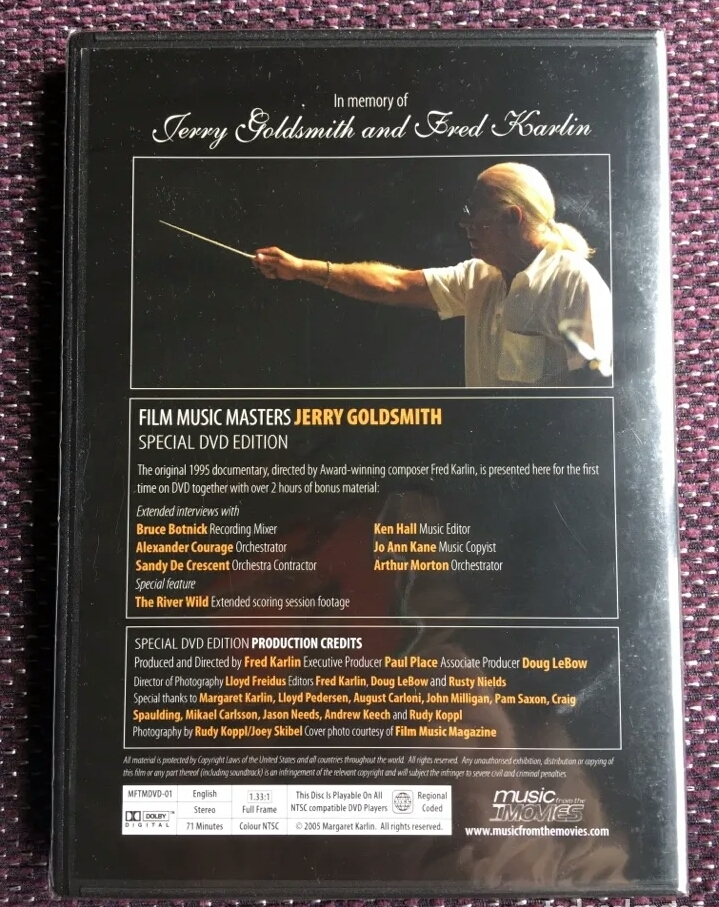 In memory of
Jerry Goldsmith and Fred Karlin
FILM MUSIC MASTERS JERRY GOLDSMITH
SPECIAL DVD EDITION
The original 1995 documentary, directed by Award-winning composer Fred Karlin, is presented here for the first
time on DVD together with over 2 hours of bonus material:
Extended interviews with
Bruce Botnick Recording Mixer
Ken Hall Music Editor
Alexander Courage Orchestrator
Jo Ann Kane Music Copyist
Sandy De Crescent Orchestra Contractor
Arthur Morton Orchestrator
Special feature
The River Wild Extended scoring session footage
SPECIAL DVD EDITION PRODUCTION CREDITS
Produced and Directed by Fred Karlin Executive Producer Paul Place Associate Producer Doug LeBow
Director of Photography Lloyd Freidus Editors Fred Karlin, Doug LeBow and Rusty Nields
Special thanks to Margaret Karlin, Lloyd Pedersen, August Carloni, John Milligan, Pam Saxon, Craig
Spaulding, Mikael Carlsson, Jason Needs, Andrew Keech and Rudy Koppl
Photography by Rudy Koppl/Joey Skibel Cover photo courtesy of Film Music Magazine
All material is protected by Copyright Laws of the United States and all countries throughout the world. All rights reserved. Any unauthorised exhibition, distribution or copying of
this film or any part thereof (including soundtrack) is an infringement of the relevant copyright and will subject the infringer to severe civil and criminal penalties.
MFTMDVD-01
DOLBY
DIGITAL
English
Stereo
71 Minutes
1.33:1
Full Frame
Colour NTSC
This Disc Is Playable On All
NTSC compatible DVD Players
Regional
Coded
© 2005 Margaret Karlin. All rights reserved.
music from the
MOVIES
www.musicfromthemovies.com